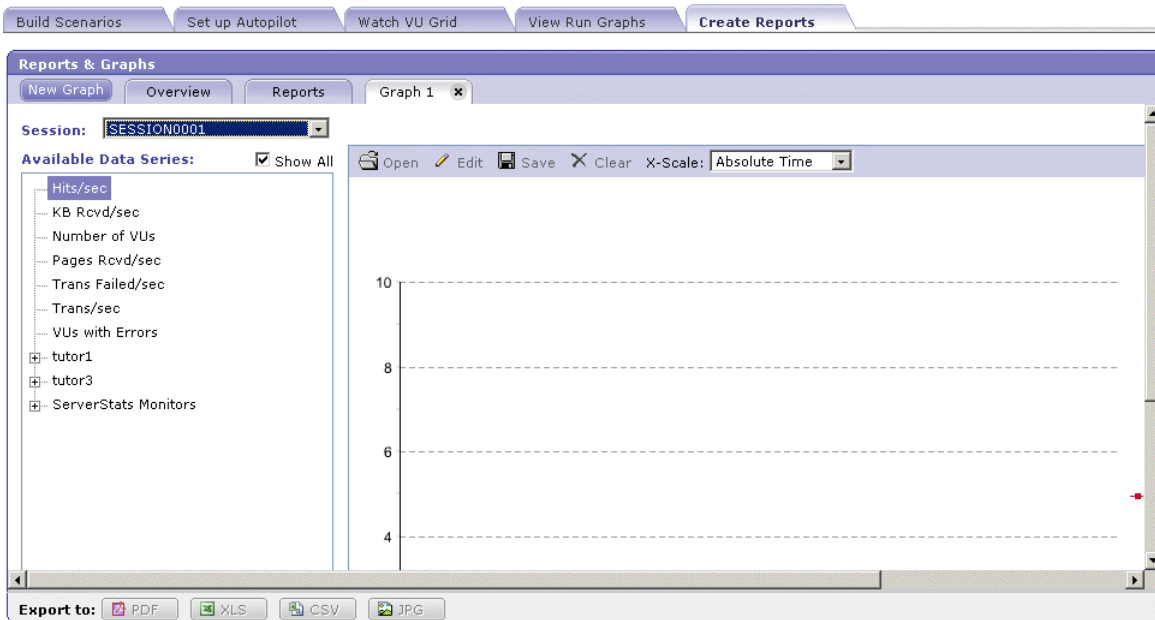 Build Scenarios Set up Autopilot Watch VU Grid View Run Graphs Create Reports
Reports & Graphs
New Graph Overview Reports Graph 1
Session: SESSION0001
Available Data Series: Show All
Open Edit Save Clear X-Scale: Absolute Time
Hits/sec
KB Rcvd/sec
Number of VUs
Pages Rcvd/sec
Trans Failed/sec
Trans/sec
VUs with Errors
tutor1
tutor3
ServerStats Monitors
10
8
6
4
Export to: PDF XLS CSV JPG